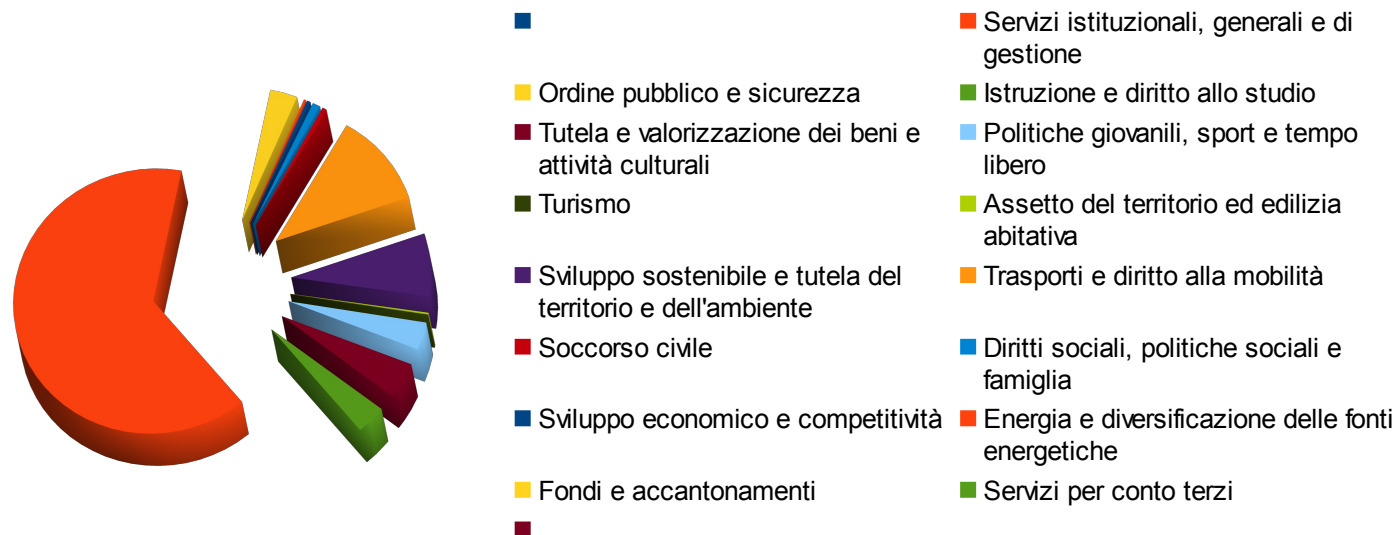 Servizi istituzionali, generali e di
gestione
Ordine pubblico e sicurezza
Istruzione e diritto allo studio
Tutela e valorizzazione dei beni e
attività culturali
Politiche giovanili, sport e tempo
libero
Turismo
Assetto del territorio ed edilizia
abitativa
Sviluppo sostenibile e tutela del
territorio e dell'ambiente
Trasporti e diritto alla mobilità
Soccorso civile
Diritti sociali, politiche sociali e
famiglia
Sviluppo economico e competitività
Energia e diversificazione delle fonti
energetiche
Fondi e accantonamenti
Servizi per conto terzi